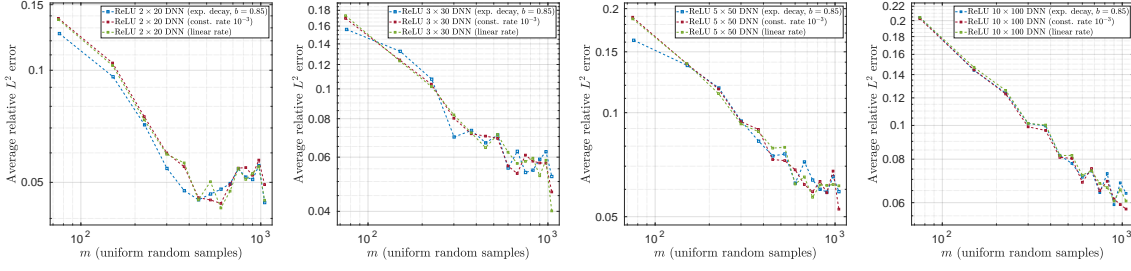 ReLU 2 × 20 DNN (exp. decay, b = 0.85)
ReLU 2 × 20 DNN (const. rate 10⁻³)
ReLU 2 × 20 DNN (linear rate)
0.15
0.1
0.05
Average relative L² error
10²
10³
m (uniform random samples)
ReLU 3 × 30 DNN (exp. decay, b = 0.85)
ReLU 3 × 30 DNN (const. rate 10⁻³)
ReLU 3 × 30 DNN (linear rate)
0.18
0.16
0.14
0.12
0.1
0.08
0.06
0.04
Average relative L² error
10²
10³
m (uniform random samples)
ReLU 5 × 50 DNN (exp. decay, b = 0.85)
ReLU 5 × 50 DNN (const. rate 10⁻³)
ReLU 5 × 50 DNN (linear rate)
0.2
0.15
0.1
0.05
Average relative L² error
10²
10³
m (uniform random samples)
ReLU 10 × 100 DNN (exp. decay, b = 0.85)
ReLU 10 × 100 DNN (const. rate 10⁻³)
ReLU 10 × 100 DNN (linear rate)
0.22
0.2
0.18
0.16
0.14
0.12
0.1
0.08
0.06
Average relative L² error
10²
10³
m (uniform random samples)